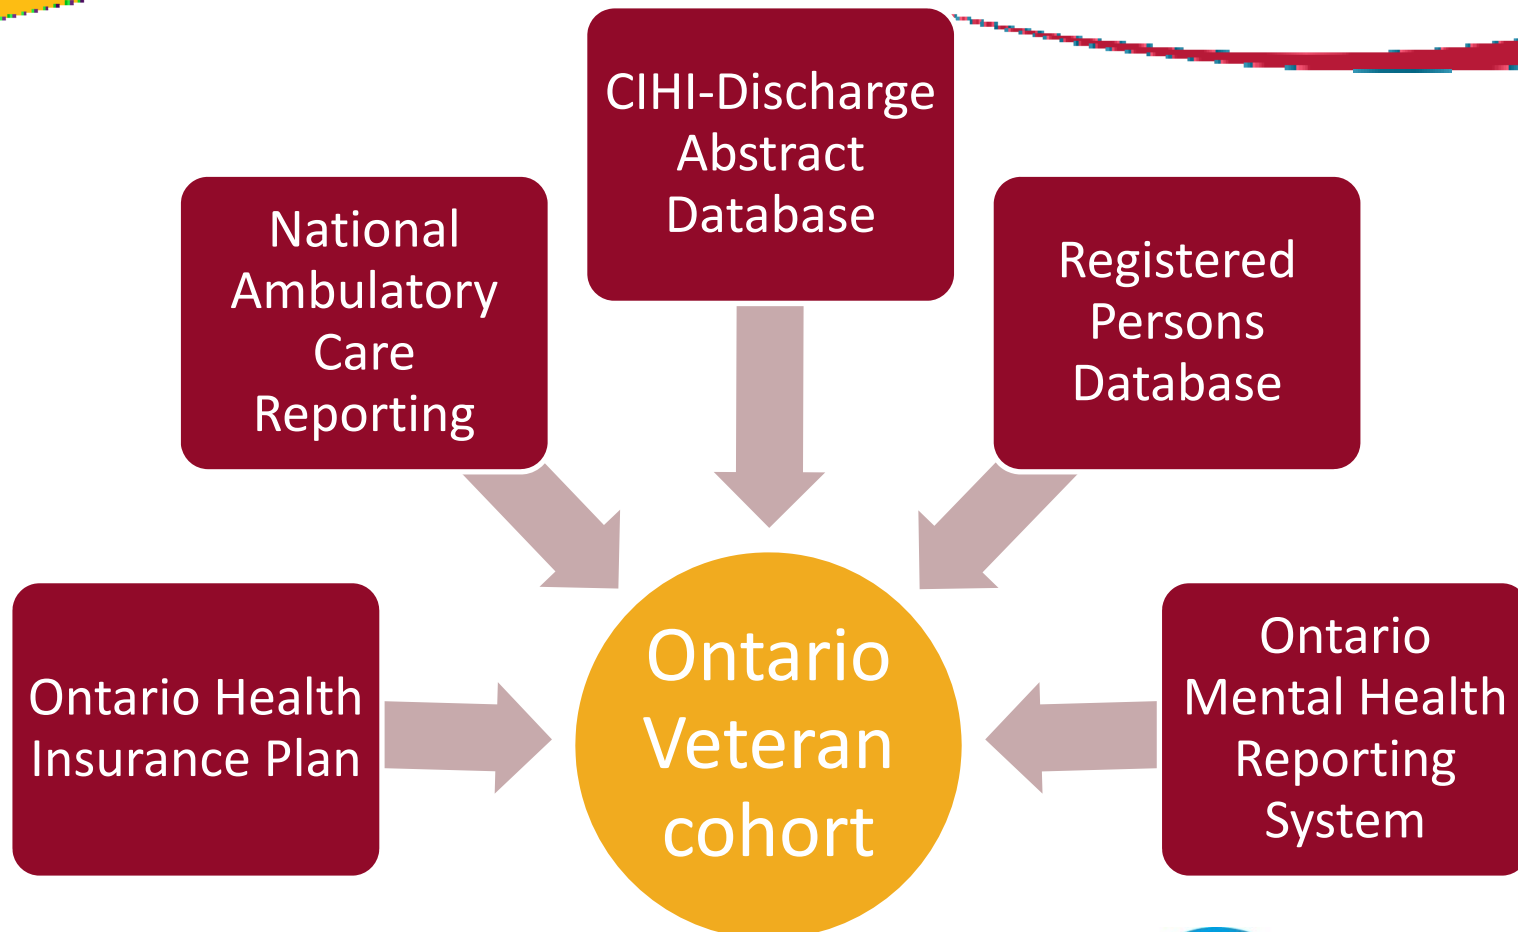 CIHI-Discharge
Abstract
Database
National
Ambulatory
Care
Reporting
Registered
Persons
Database
Ontario Health
Insurance Plan
Ontario
Veteran
cohort
Ontario
Mental Health
Reporting
System